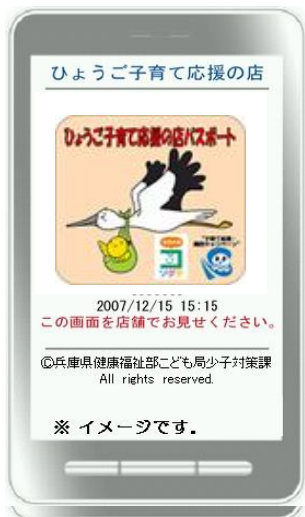 ひょうご子育て応援の店
ひょうご子育て応援の店パスポート
2007/12/15 15:15
この画面を店舗でお見せください。
©兵庫県健康福祉部こども局少子対策課
All rights reserved.
※ イメージです.